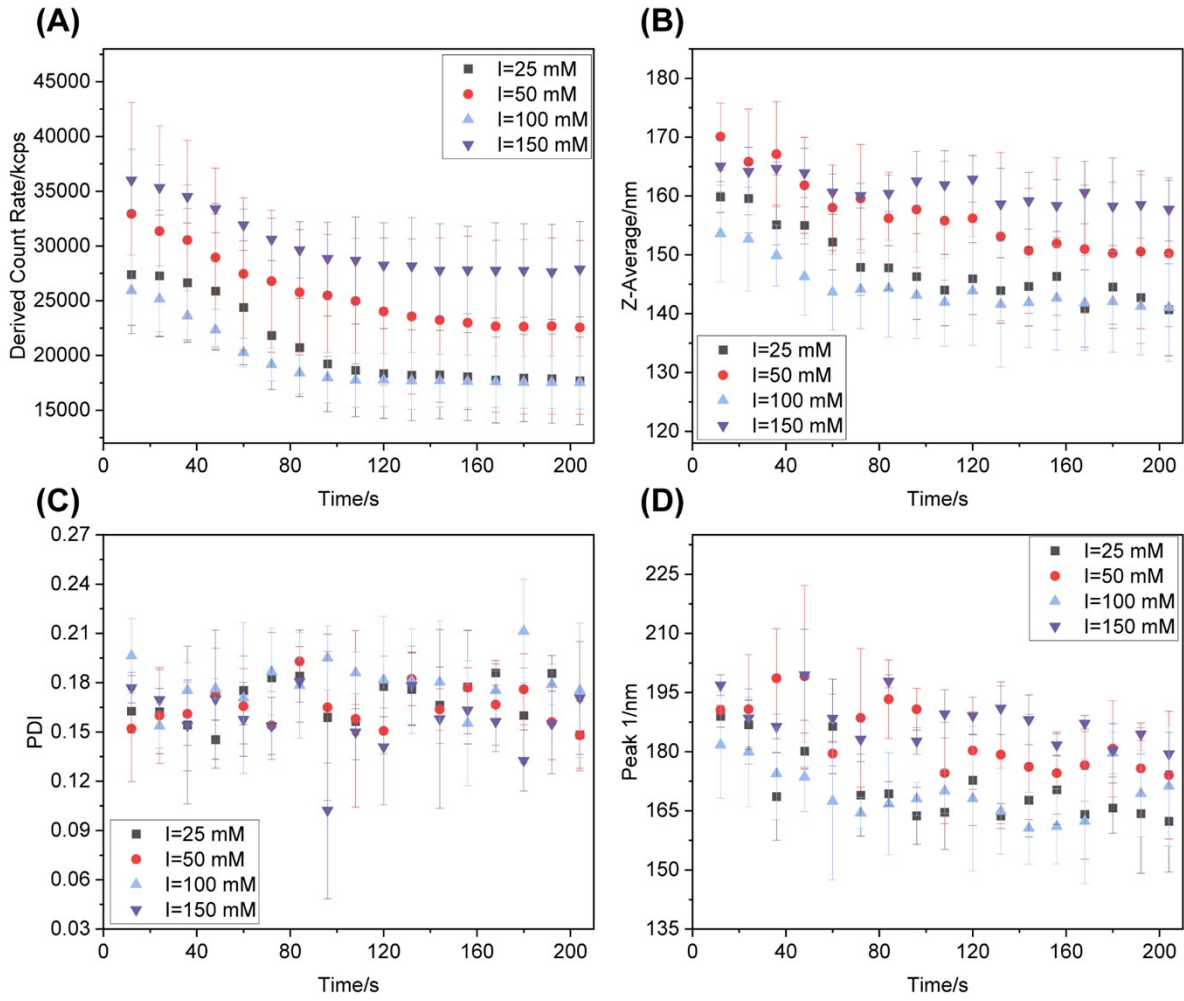 (A)
Derived Count Rate/kcps
45000
40000
35000
30000
25000
20000
15000
I=25 mM
I=50 mM
I=100 mM
I=150 mM
0 40 80 120 160 200
Time/s
(B)
Z-Average/nm
180
170
160
150
140
130
120
I=25 mM
I=50 mM
I=100 mM
I=150 mM
0 40 80 120 160 200
Time/s
(C)
PDI
0.27
0.24
0.21
0.18
0.15
0.12
0.09
0.06
0.03
I=25 mM
I=50 mM
I=100 mM
I=150 mM
0 40 80 120 160 200
Time/s
(D)
Peak 1/nm
225
210
195
180
165
150
135
I=25 mM
I=50 mM
I=100 mM
I=150 mM
0 40 80 120 160 200
Time/s